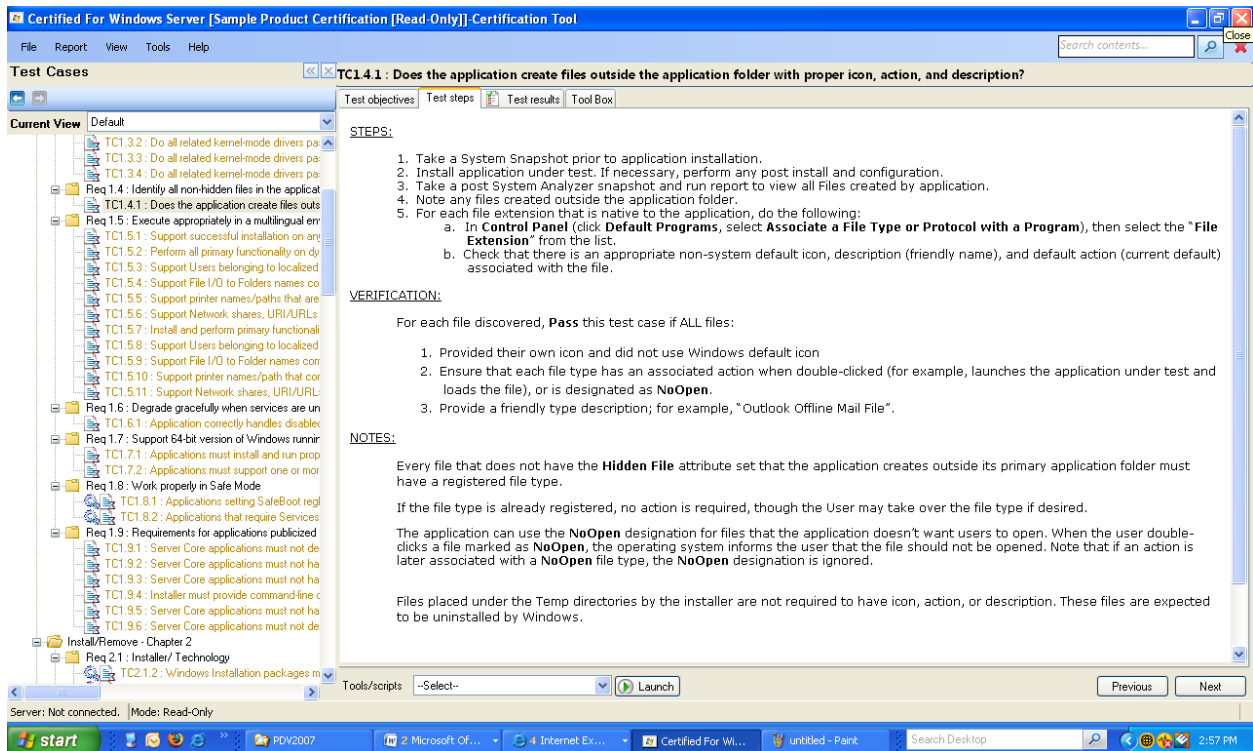 Certified For Windows Server [Sample Product Certification [Read-Only]]-Certification Tool
Close
File Report View Tools Help
Search contents...
Test Cases
TC1.4.1 : Does the application create files outside the application folder with proper icon, action, and description?
Test objectives Test steps Test results Tool Box
Current View Default
TC1.3.2 : Do all related kernel-mode drivers pa
TC1.3.3 : Do all related kernel-mode drivers pa
TC1.3.4 : Do all related kernel-mode drivers pa
Req 1.4 : Identify all non-hidden files in the applicat
TC1.4.1 : Does the application create files outs
Req 1.5 : Execute appropriately in a multilingual en
TC1.5.1 : Support successful installation on any
TC1.5.2 : Perform all primary functionality on dy
TC1.5.3 : Support Users belonging to localized
TC1.5.4 : Support File I/O to Folders names co
TC1.5.5 : Support printer names/paths that are
TC1.5.6 : Support Network shares, URI/URLs
TC1.5.7 : Install and perform primary functionali
TC1.5.8 : Support Users belonging to localized
TC1.5.9 : Support File I/O to Folder names com
TC1.5.10 : Support printer names/path that cor
TC1.5.11 : Support Network shares, URI/URL
Req 1.6 : Degrade gracefully when services are un
TC1.6.1 : Application correctly handles disabled
Req 1.7 : Support 64-bit version of Windows runnin
TC1.7.1 : Applications must install and run prop
TC1.7.2 : Applications must support one or mor
Req 1.8 : Work properly in Safe Mode
TC1.8.1 : Applications setting SafeBoot regl
TC1.8.2 : Applications that require Services
Req 1.9 : Requirements for applications publicized
TC1.9.1 : Server Core applications must not de
TC1.9.2 : Server Core applications must not ha
TC1.9.3 : Server Core applications must not ha
TC1.9.4 : Installer must provide command-line c
TC1.9.5 : Server Core applications must not ha
TC1.9.6 : Server Core applications must not de
Install/Remove - Chapter 2
Req 2.1 : Installer/ Technology
TC2.1.2 : Windows Installation packages m
STEPS:
1. Take a System Snapshot prior to application installation.
2. Install application under test. If necessary, perform any post install and configuration.
3. Take a post System Analyzer snapshot and run report to view all Files created by application.
4. Note any files created outside the application folder.
5. For each file extension that is native to the application, do the following:
a. In Control Panel (click Default Programs, select Associate a File Type or Protocol with a Program), then select the “File
Extension” from the list.
b. Check that there is an appropriate non-system default icon, description (friendly name), and default action (current default)
associated with the file.
VERIFICATION:
For each file discovered, Pass this test case if ALL files:
1. Provided their own icon and did not use Windows default icon
2. Ensure that each file type has an associated action when double-clicked (for example, launches the application under test and
loads the file), or is designated as NoOpen.
3. Provide a friendly type description; for example, “Outlook Offline Mail File”.
NOTES:
Every file that does not have the Hidden File attribute set that the application creates outside its primary application folder must
have a registered file type.
If the file type is already registered, no action is required, though the User may take over the file type if desired.
The application can use the NoOpen designation for files that the application doesn’t want users to open. When the user double-
clicks a file marked as NoOpen, the operating system informs the user that the file should not be opened. Note that if an action is
later associated with a NoOpen file type, the NoOpen designation is ignored.
Files placed under the Temp directories by the installer are not required to have icon, action, or description. These files are expected
to be uninstalled by Windows.
Tools/scripts --Select-- Launch Previous Next
Server: Not connected. Mode: Read-Only
start PDV2007 2 Microsoft Of... 4 Internet Ex... Certified For Wi... untitled - Paint Search Desktop 2:57 PM